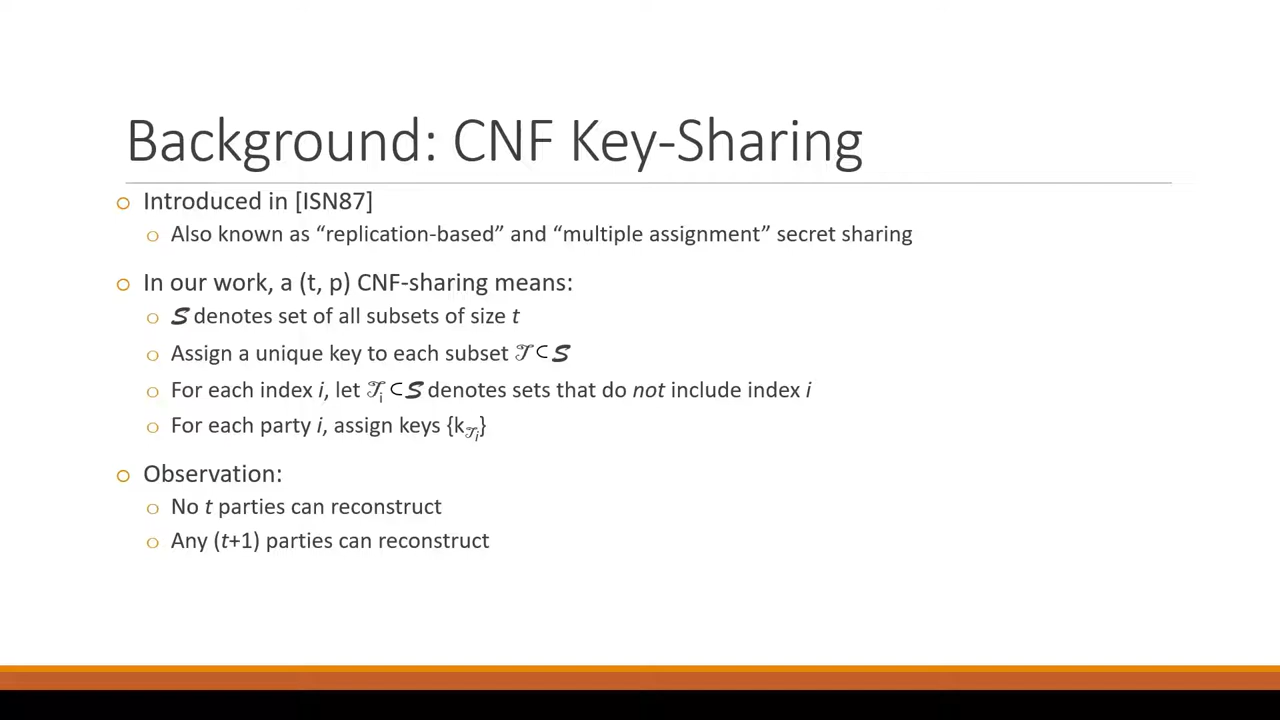 Background: CNF Key-Sharing
o Introduced in [ISN87]
o Also known as “replication-based” and “multiple assignment” secret sharing
o In our work, a (t, p) CNF-sharing means:
o 𝓢 denotes set of all subsets of size t
o Assign a unique key to each subset 𝒯 ⊂ 𝓢
o For each index i, let 𝒯i ⊂ 𝓢 denotes sets that do not include index i
o For each party i, assign keys {k𝒯i}
o Observation:
o No t parties can reconstruct
o Any (t+1) parties can reconstruct